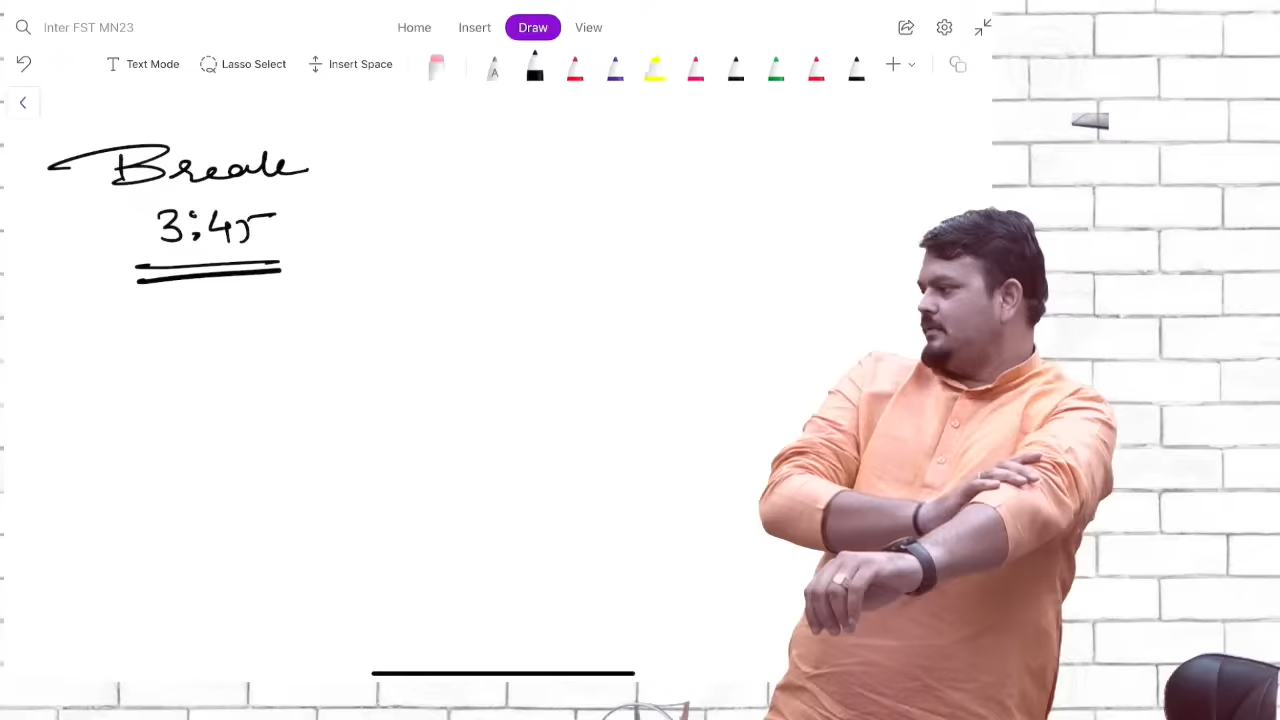 Inter FST MN23
Home Insert Draw View
Text Mode Lasso Select Insert Space
A
Break
3:45